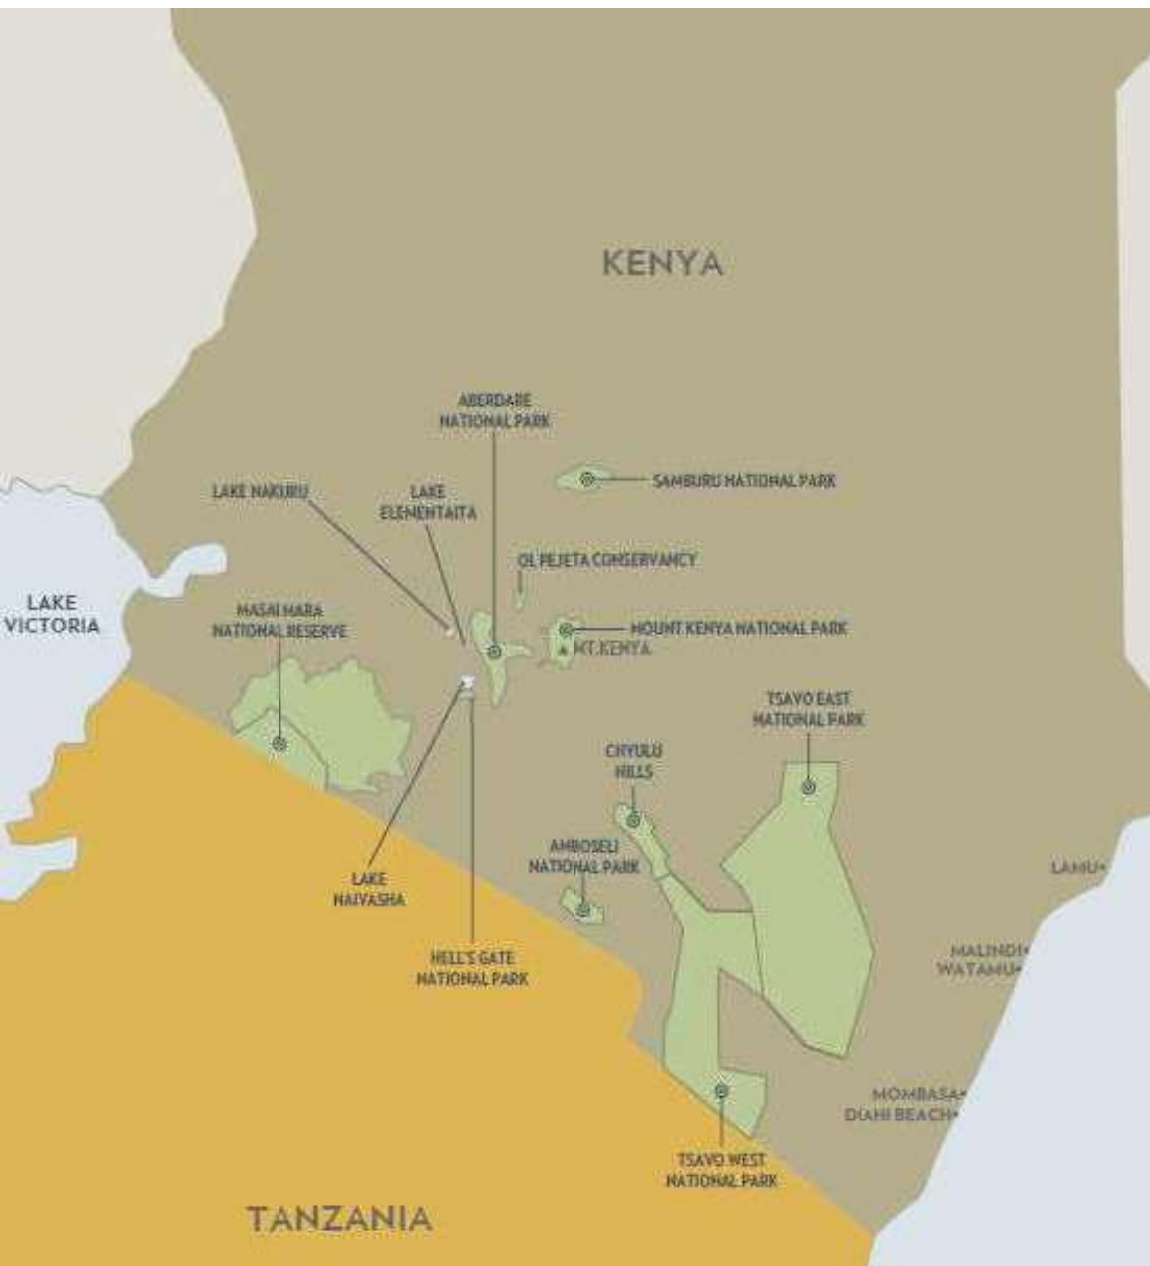 KENYA
ABERDARE
NATIONAL PARK
SAMBURU NATIONAL PARK
LAKE NAKURU
LAKE
ELEMENTAITA
OL PEJETA CONSERVANCY
LAKE
VICTORIA
MASAI MARA
NATIONAL RESERVE
MOUNT KENYA NATIONAL PARK
MT.KENYA
TSAVO EAST
NATIONAL PARK
CHYULU
HILLS
AMBOSELI
NATIONAL PARK
LAMU
LAKE
NAIVASHA
MALINDI
WATAMU
HELL'S GATE
NATIONAL PARK
MOMBASA
DIANI BEACH
TSAVO WEST
NATIONAL PARK
TANZANIA